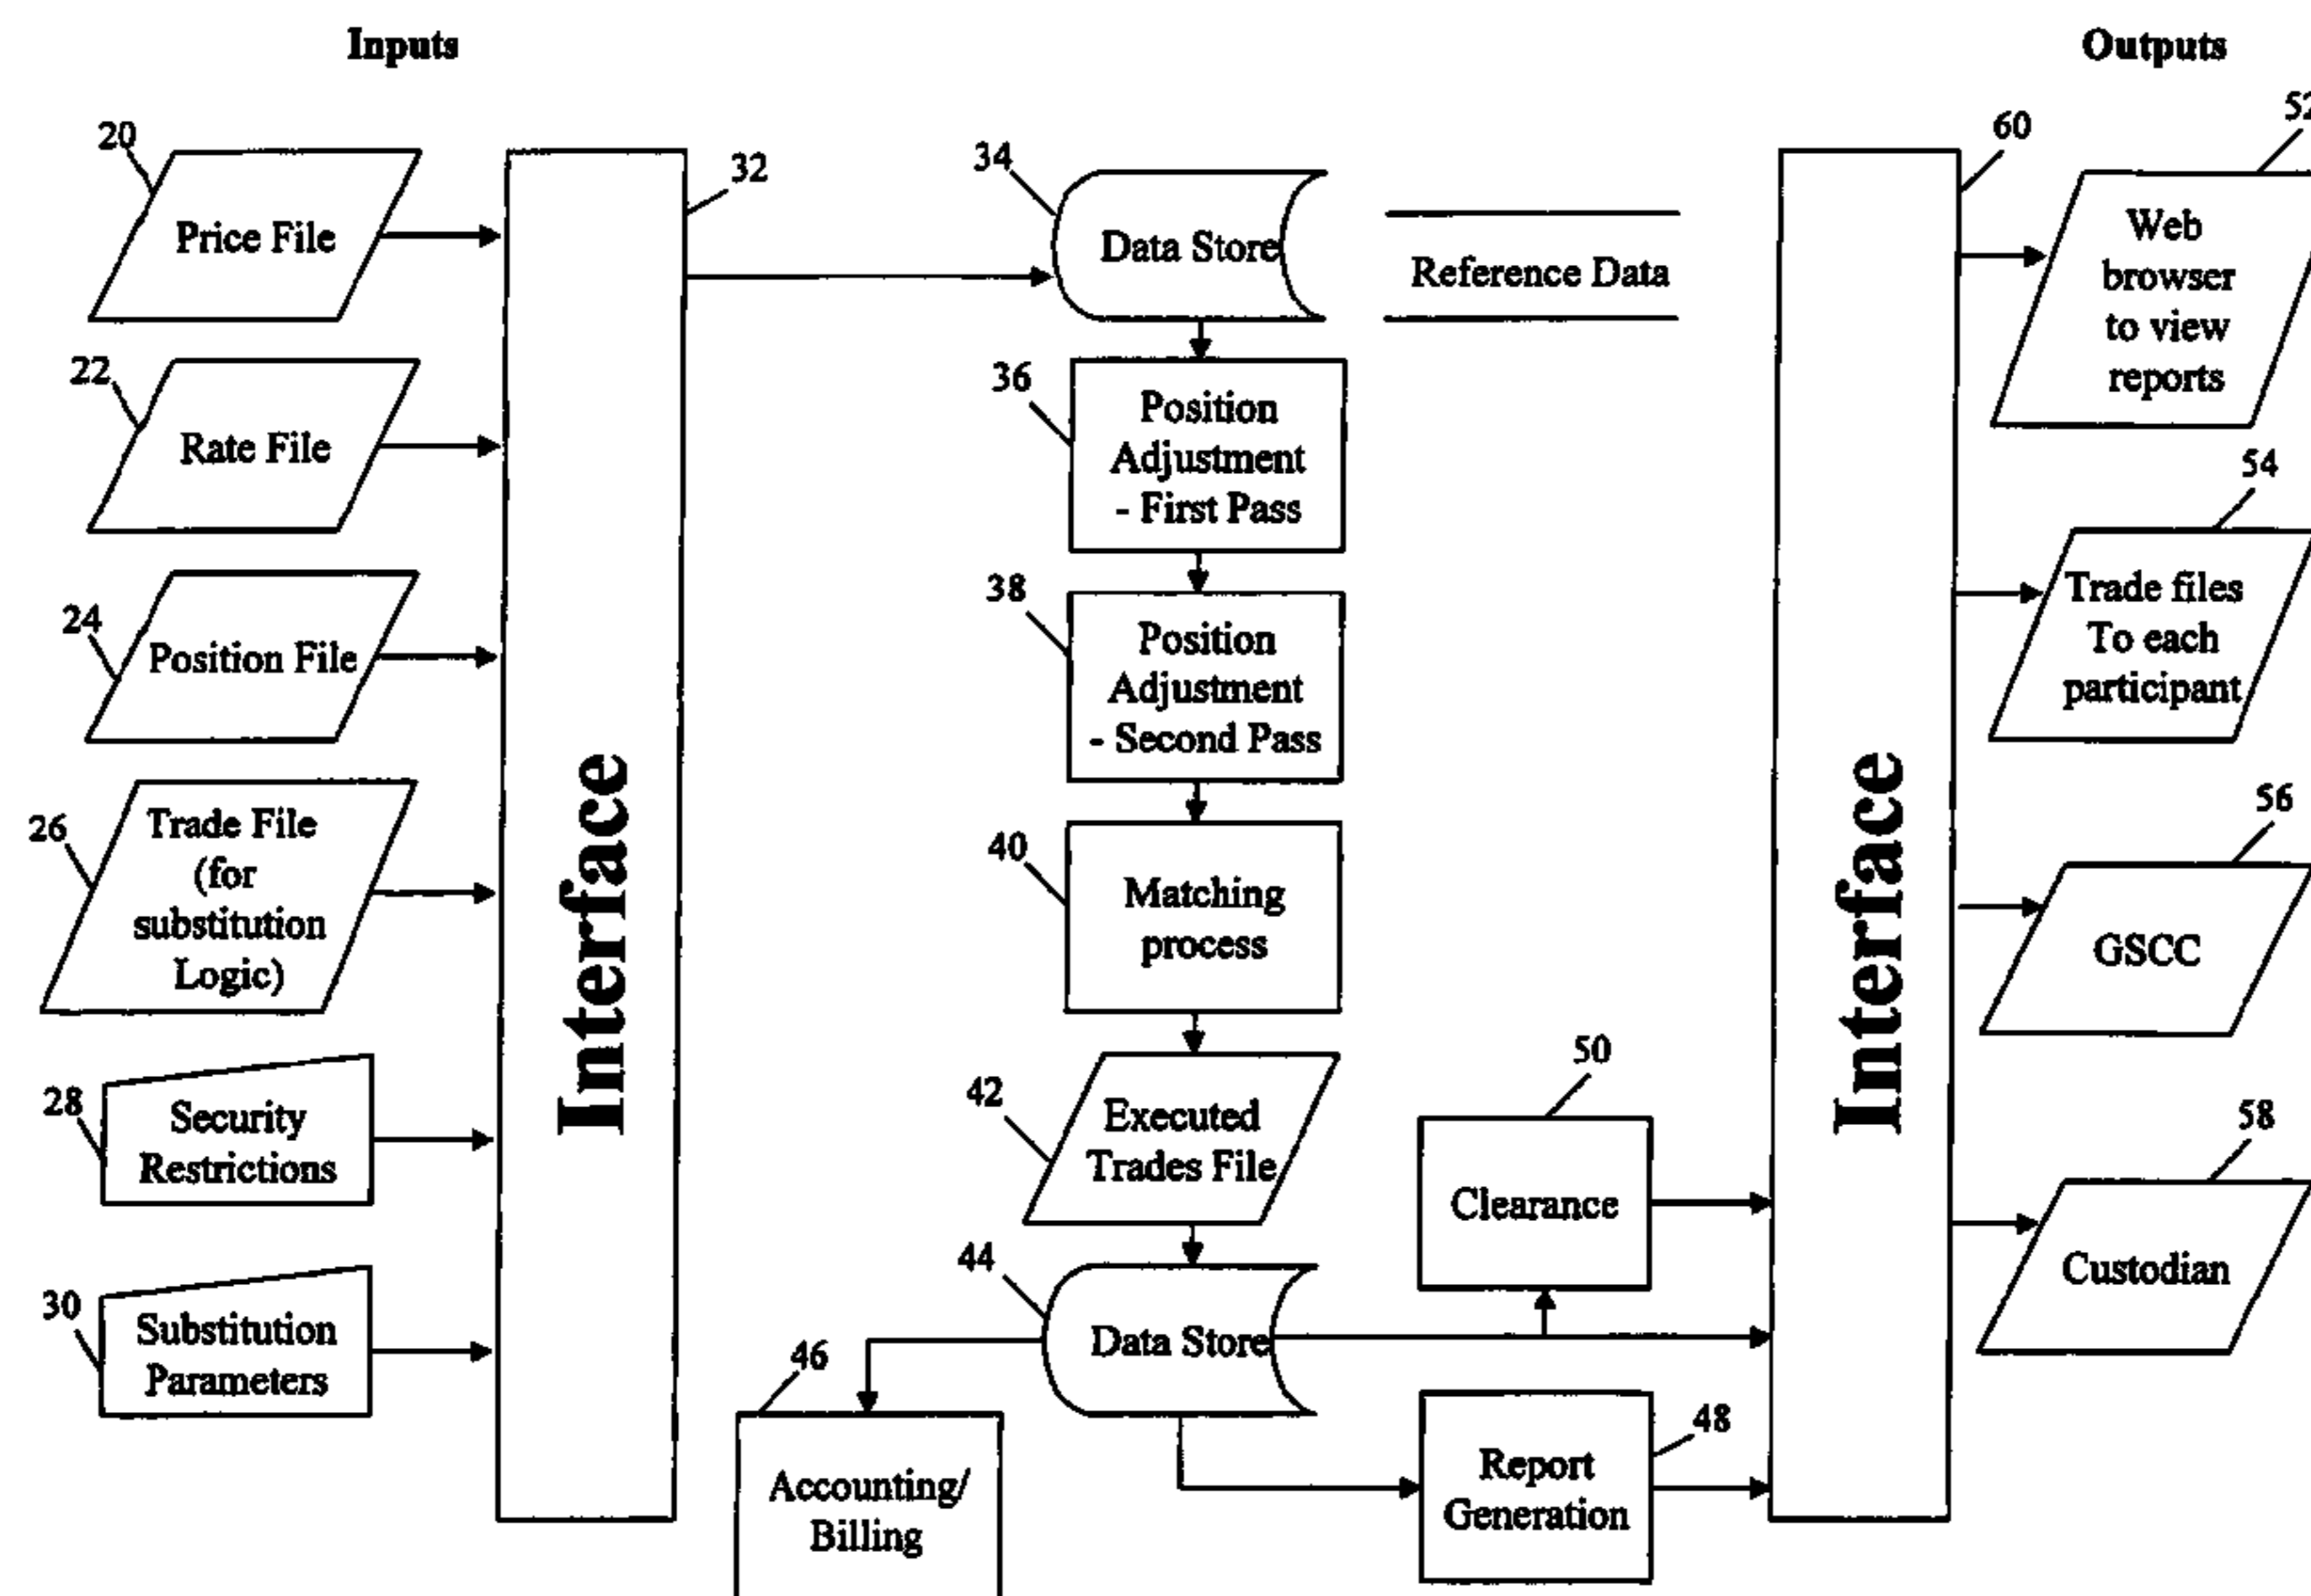 Inputs
Outputs
20
Price File
22
Rate File
24
Position File
26
Trade File
(for
substitution
Logic)
28
Security
Restrictions
30
Substitution
Parameters
32
Interface
34
Data Store
Reference Data
36
Position
Adjustment
- First Pass
38
Position
Adjustment
- Second Pass
40
Matching
process
42
Executed
Trades File
44
Data Store
46
Accounting/
Billing
50
Clearance
48
Report
Generation
60
Interface
52
Web
browser
to view
reports
54
Trade files
To each
participant
56
GSCC
58
Custodian